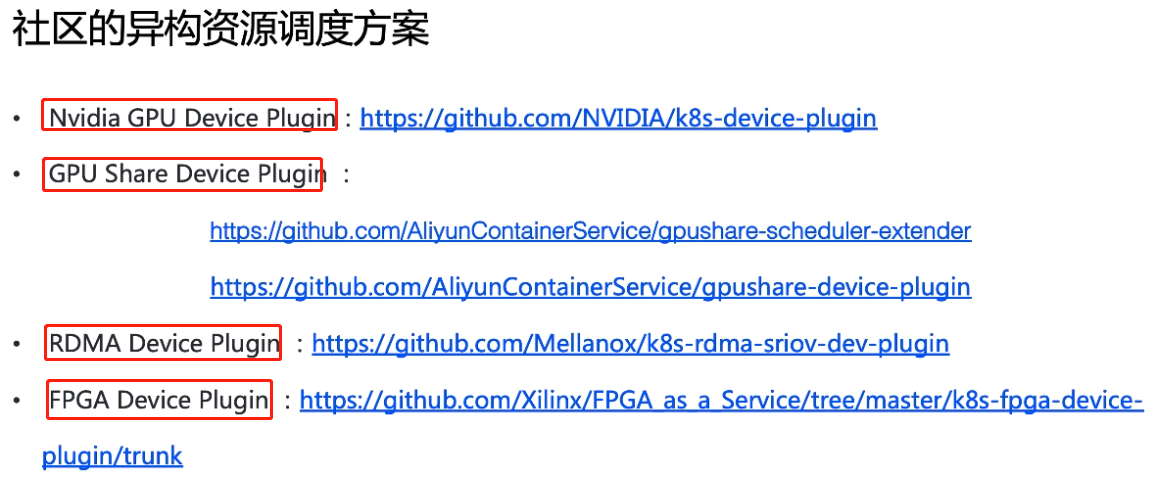 社区的异构资源调度方案
• Nvidia GPU Device Plugin：https://github.com/NVIDIA/k8s-device-plugin
• GPU Share Device Plugin ：
https://github.com/AliyunContainerService/gpushare-scheduler-extender
https://github.com/AliyunContainerService/gpushare-device-plugin
• RDMA Device Plugin ：https://github.com/Mellanox/k8s-rdma-sriov-dev-plugin
• FPGA Device Plugin ：https://github.com/Xilinx/FPGA_as_a_Service/tree/master/k8s-fpga-device-
plugin/trunk